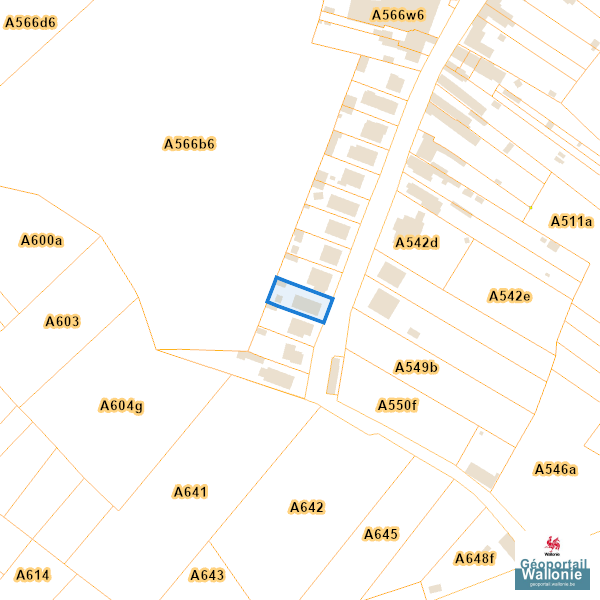 A566d6
A566w6
A566b6
A511a
A600a
A542d
A542e
A603
A549b
A604g
A550f
A546a
A641
A642
A645
A648f
A614
A643
Wallonie
Géoportail
Wallonie
geoportail.wallonie.be